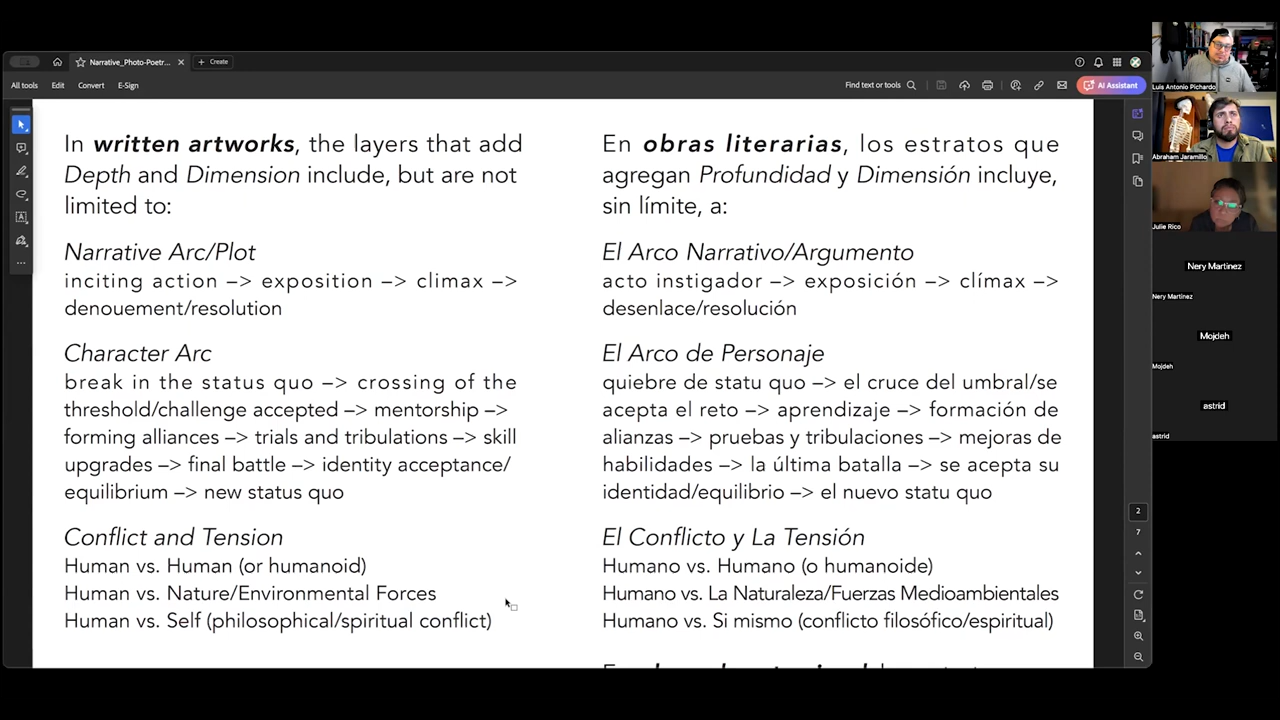 Narrative_Photo-Poetr...
Create
All tools
Edit
Convert
E-Sign
Find text or tools
AI Assistant
In written artworks, the layers that add
Depth and Dimension include, but are not
limited to:
Narrative Arc/Plot
inciting action –> exposition –> climax –>
denouement/resolution
Character Arc
break in the status quo –> crossing of the
threshold/challenge accepted –> mentorship –>
forming alliances –> trials and tribulations –> skill
upgrades –> final battle –> identity acceptance/
equilibrium –> new status quo
Conflict and Tension
Human vs. Human (or humanoid)
Human vs. Nature/Environmental Forces
Human vs. Self (philosophical/spiritual conflict)
En obras literarias, los estratos que
agregan Profundidad y Dimensión incluye,
sin límite, a:
El Arco Narrativo/Argumento
acto instigador –> exposición –> clímax –>
desenlace/resolución
El Arco de Personaje
quiebre de statu quo –> el cruce del umbral/se
acepta el reto –> aprendizaje –> formación de
alianzas –> pruebas y tribulaciones –> mejoras de
habilidades –> la última batalla –> se acepta su
identidad/equilibrio –> el nuevo statu quo
El Conflicto y La Tensión
Humano vs. Humano (o humanoide)
Humano vs. La Naturaleza/Fuerzas Medioambientales
Humano vs. Si mismo (conflicto filosófico/espiritual)
2
7
Luis Antonio Pichardo
Abraham Jaramillo
Julie Rico
Nery Martinez
Nery Martinez
Mojdeh
Mojdeh
astrid
astrid